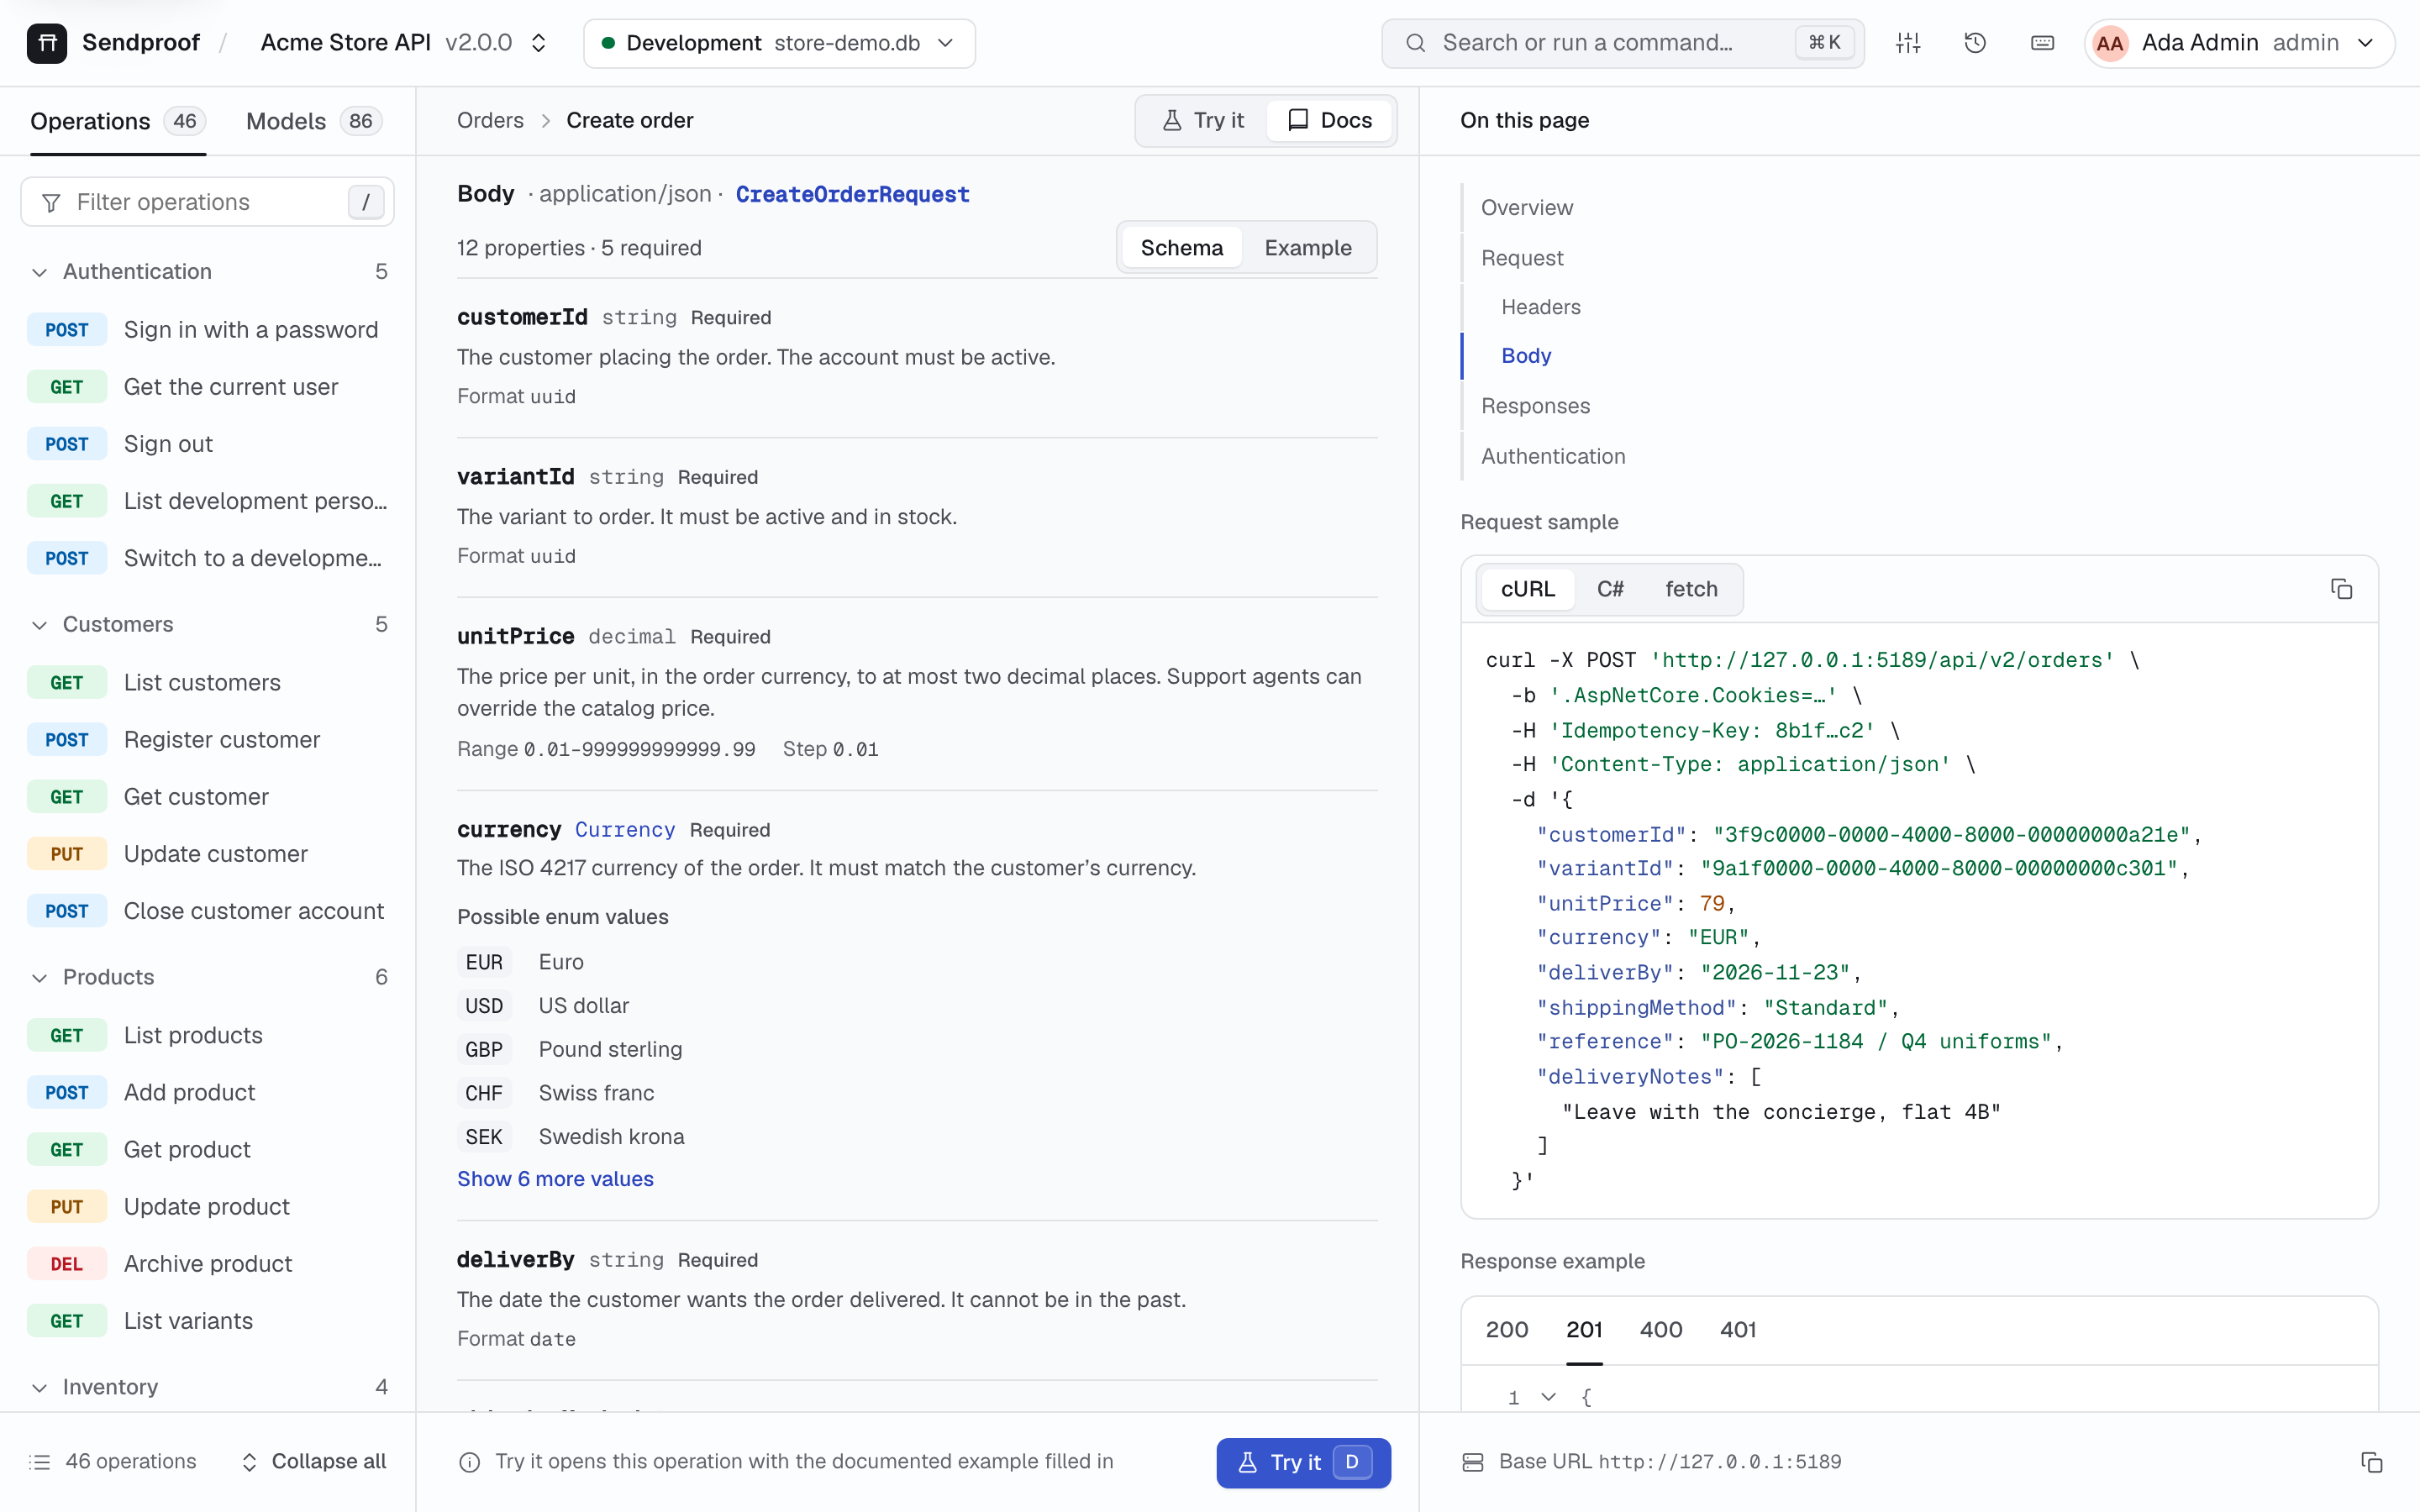 Sendproof / Acme Store API v2.0.0 Development store-demo.db Search or run a command... ⌘K AA Ada Admin admin
Operations 46 Models 86
Filter operations /
Authentication 5
POST Sign in with a password
GET Get the current user
POST Sign out
GET List development perso...
POST Switch to a developme...
Customers 5
GET List customers
POST Register customer
GET Get customer
PUT Update customer
POST Close customer account
Products 6
GET List products
POST Add product
GET Get product
PUT Update product
DEL Archive product
GET List variants
Inventory 4
46 operations Collapse all
Orders > Create order Try it Docs
Body · application/json · CreateOrderRequest
12 properties · 5 required Schema Example
customerId string Required
The customer placing the order. The account must be active.
Format uuid
variantId string Required
The variant to order. It must be active and in stock.
Format uuid
unitPrice decimal Required
The price per unit, in the order currency, to at most two decimal places. Support agents can
override the catalog price.
Range 0.01–999999999999.99 Step 0.01
currency Currency Required
The ISO 4217 currency of the order. It must match the customer’s currency.
Possible enum values
EUR Euro
USD US dollar
GBP Pound sterling
CHF Swiss franc
SEK Swedish krona
Show 6 more values
deliverBy string Required
The date the customer wants the order delivered. It cannot be in the past.
Format date
Try it opens this operation with the documented example filled in Try it D
On this page
Overview
Request
Headers
Body
Responses
Authentication
Request sample
cURL C# fetch
curl -X POST 'http://127.0.0.1:5189/api/v2/orders' \
-b '.AspNetCore.Cookies=…' \
-H 'Idempotency-Key: 8b1f…c2' \
-H 'Content-Type: application/json' \
-d '{
"customerId": "3f9c0000-0000-4000-8000-00000000a21e",
"variantId": "9a1f0000-0000-4000-8000-00000000c301",
"unitPrice": 79,
"currency": "EUR",
"deliverBy": "2026-11-23",
"shippingMethod": "Standard",
"reference": "PO-2026-1184 / Q4 uniforms",
"deliveryNotes": [
"Leave with the concierge, flat 4B"
]
}'
Response example
200 201 400 401
1 {
Base URL http://127.0.0.1:5189